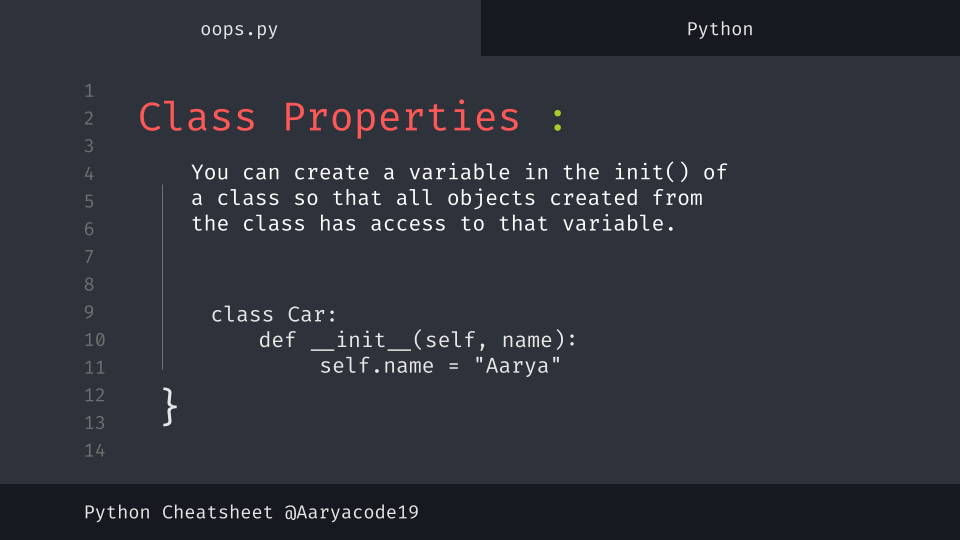 oops.py
Python
1
2
3
4
5
6
7
8
9
10
11
12
13
14
Class Properties :
You can create a variable in the init() of
a class so that all objects created from
the class has access to that variable.
class Car:
def __init__(self, name):
self.name = "Aarya"
}
Python Cheatsheet @Aaryacode19